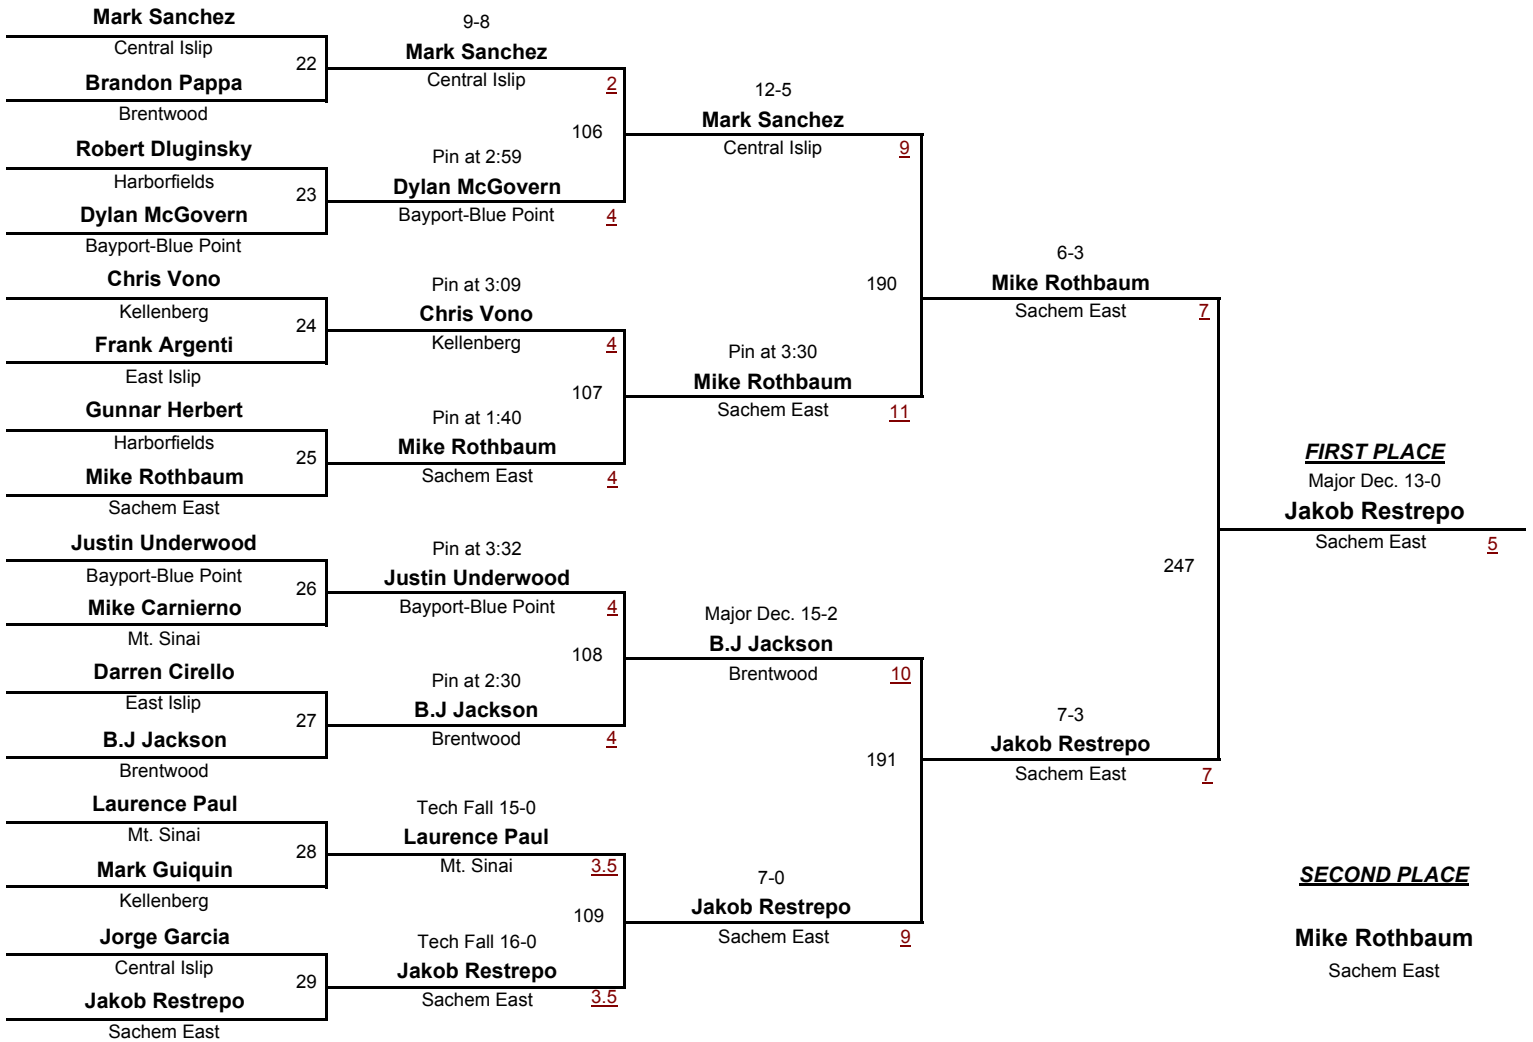 Mark Sanchez
Central Islip
22
Brandon Pappa
Brentwood
Robert Dluginsky
Harborfields
23
Dylan McGovern
Bayport-Blue Point
Chris Vono
Kellenberg
24
Frank Argenti
East Islip
Gunnar Herbert
Harborfields
25
Mike Rothbaum
Sachem East
Justin Underwood
Bayport-Blue Point
26
Mike Carnierno
Mt. Sinai
Darren Cirello
East Islip
27
B.J Jackson
Brentwood
Laurence Paul
Mt. Sinai
28
Mark Guiquin
Kellenberg
Jorge Garcia
Central Islip
29
Jakob Restrepo
Sachem East
9-8
Mark Sanchez
Central Islip
2
106
Pin at 2:59
Dylan McGovern
Bayport-Blue Point
4
Pin at 3:09
Chris Vono
Kellenberg
4
107
Pin at 1:40
Mike Rothbaum
Sachem East
4
Pin at 3:32
Justin Underwood
Bayport-Blue Point
4
108
Pin at 2:30
B.J Jackson
Brentwood
4
Tech Fall 15-0
Laurence Paul
Mt. Sinai
3.5
109
Tech Fall 16-0
Jakob Restrepo
Sachem East
3.5
12-5
Mark Sanchez
Central Islip
9
190
Pin at 3:30
Mike Rothbaum
Sachem East
11
Major Dec. 15-2
B.J Jackson
Brentwood
10
191
7-0
Jakob Restrepo
Sachem East
9
6-3
Mike Rothbaum
Sachem East
7
247
7-3
Jakob Restrepo
Sachem East
7
FIRST PLACE
Major Dec. 13-0
Jakob Restrepo
Sachem East
5
SECOND PLACE
Mike Rothbaum
Sachem East